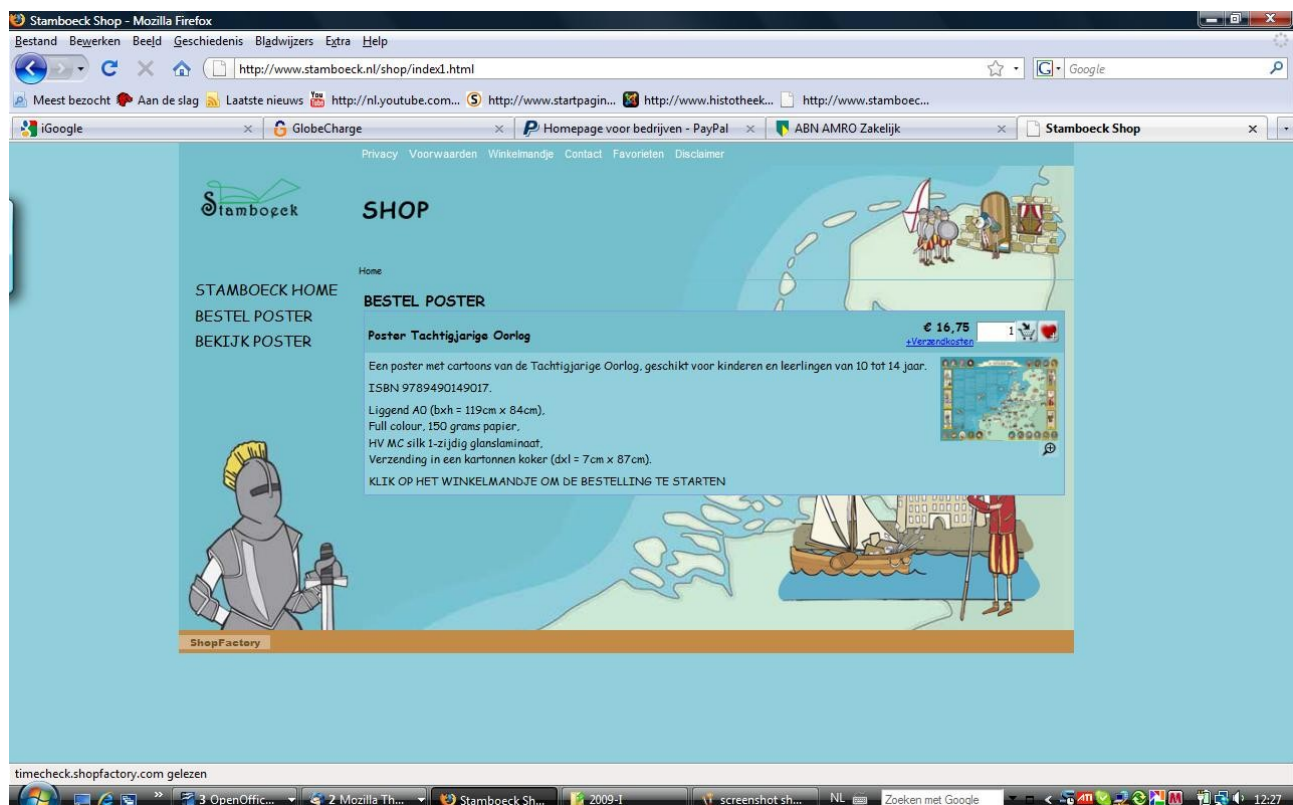 Stamboeck Shop - Mozilla Firefox
Bestand Bewerken Beeld Geschiedenis Bladwijzers Extra Help
http://www.stamboeck.nl/shop/index1.html
Google
Meest bezocht Aan de slag Laatste nieuws http://nl.youtube.com... http://www.startpagin... http://www.histotheek... http://www.stamboec...
iGoogle GlobeCharge Homepage voor bedrijven - PayPal ABN AMRO Zakelijk Stamboeck Shop
Privacy Voorwaarden Winkelmandje Contact Favorieten Disclaimer
Stamboeck
SHOP
Home
STAMBOECK HOME
BESTEL POSTER
BEKIJK POSTER
BESTEL POSTER
Poster Tachtigjarige Oorlog
€ 16,75 1
+Verzendkosten
Een poster met cartoons van de Tachtigjarige Oorlog, geschikt voor kinderen en leerlingen van 10 tot 14 jaar.
ISBN 9789490149017.
Liggend A0 (bxh = 119cm x 84cm),
Full colour, 150 grams papier,
HV MC silk 1-zijdig glanslaminaat,
Verzending in een kartonnen koker (dxl = 7cm x 87cm).
KLIK OP HET WINKELMANDJE OM DE BESTELLING TE STARTEN
ShopFactory
timecheck.shopfactory.com gelezen
3 OpenOffic... 2 Mozilla Th... Stamboeck Sh... 2009-I screenshot sh... NL Zoeken met Google 12:27